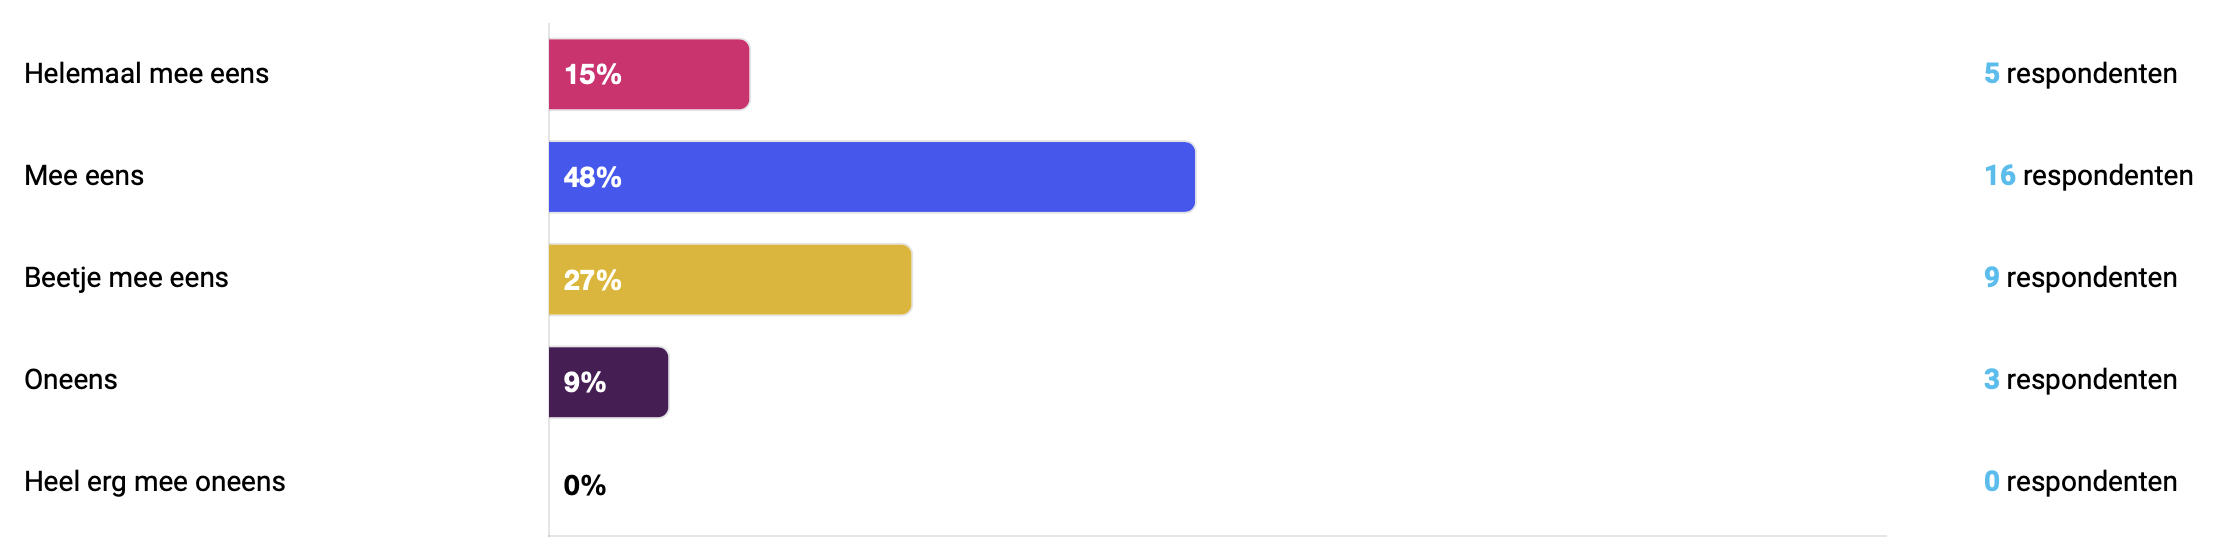 Helemaal mee eens 15% 5 respondenten
Mee eens 48% 16 respondenten
Beetje mee eens 27% 9 respondenten
Oneens 9% 3 respondenten
Heel erg mee oneens 0% 0 respondenten